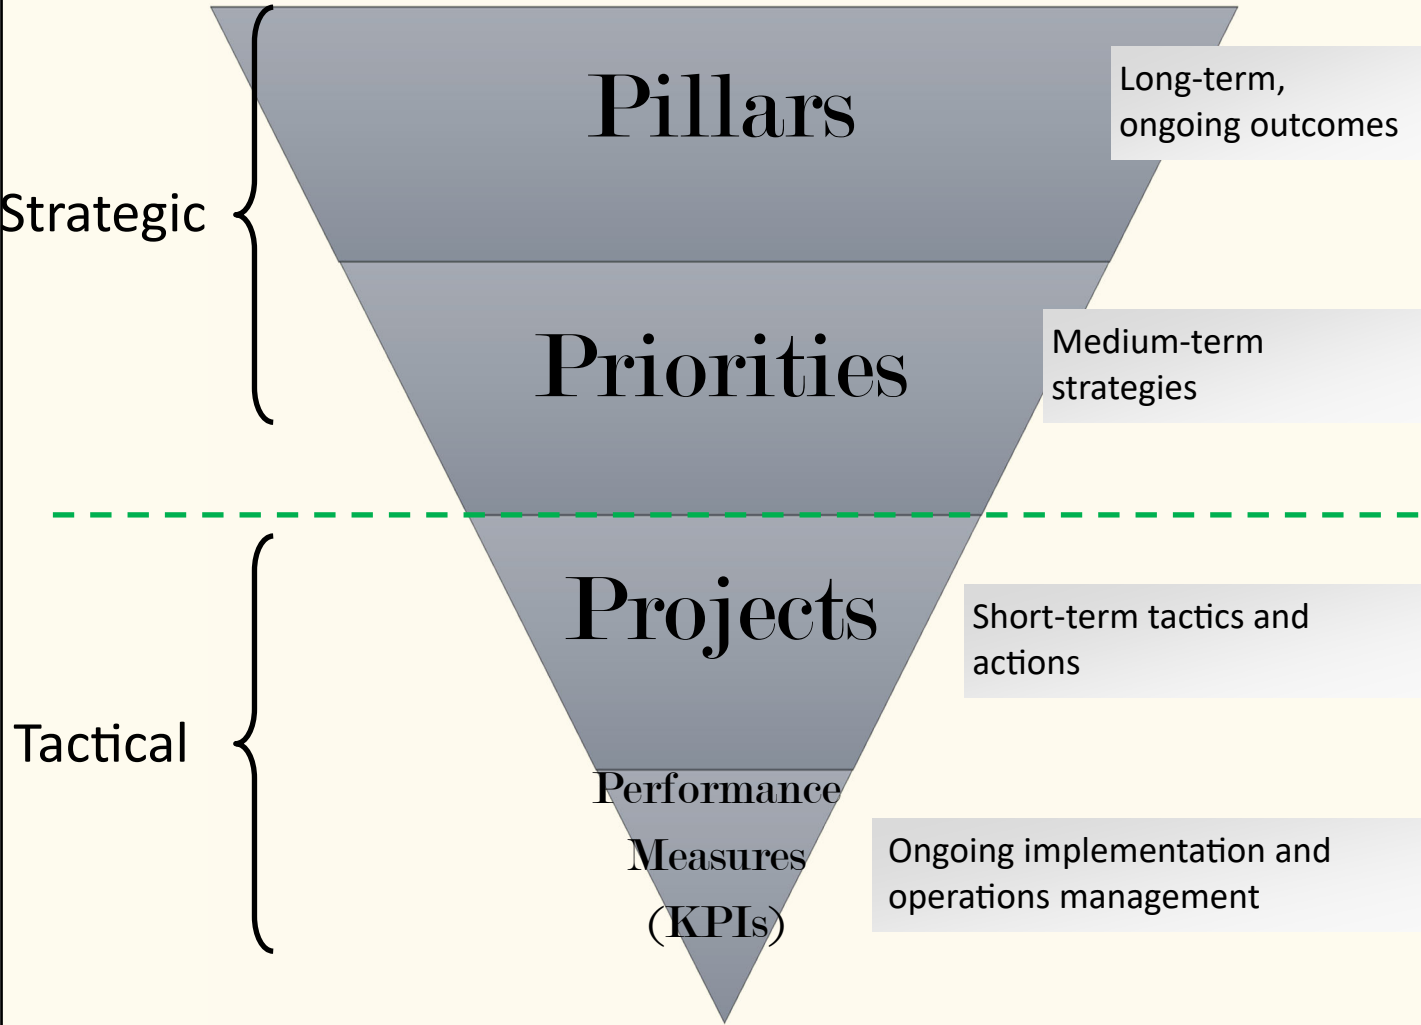 Pillars
Long-term,
ongoing outcomes
Strategic
Priorities
Medium-term
strategies
Projects
Short-term tactics and
actions
Tactical
Performance
Measures
(KPIs)
Ongoing implementation and
operations management